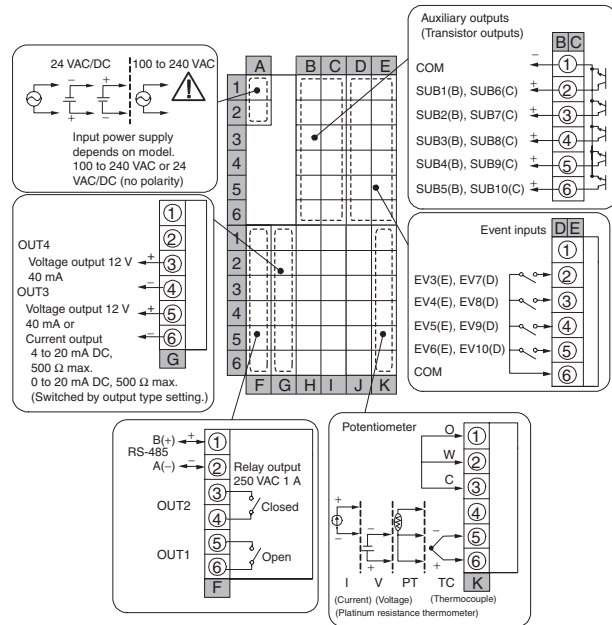 24 VAC/DC
100 to 240 VAC
Input power supply
depends on model.
100 to 240 VAC or 24
VAC/DC (no polarity)
A
B C D E
1
2
3
4
5
6
1
2
3
4
5
6
F G H I J K
Auxiliary outputs
(Transistor outputs)
B C
COM − 1
SUB1(B), SUB6(C) + 2
SUB2(B), SUB7(C) + 3
SUB3(B), SUB8(C) + 4
SUB4(B), SUB9(C) + 5
SUB5(B), SUB10(C) + 6
Event inputs
D E
1
EV3(E), EV7(D) 2
EV4(E), EV8(D) 3
EV5(E), EV9(D) 4
EV6(E), EV10(D) 5
COM 6
1
OUT4 2
Voltage output 12 V + 3
40 mA
OUT3 − 4
Voltage output 12 V + 5
40 mA or
Current output − 6
4 to 20 mA DC,
500 Ω max.
G
0 to 20 mA DC, 500 Ω max.
(Switched by output type setting.)
B(+) + 1
RS-485
A(−) − 2
Relay output
250 VAC 1 A
OUT2
3
4
Closed
OUT1
5
6
Open
F
Potentiometer
O 1
W 2
C 3
4
5
6
+
−
−
+
−
+
I V PT TC K
(Current) (Voltage) (Thermocouple)
(Platinum resistance thermometer)